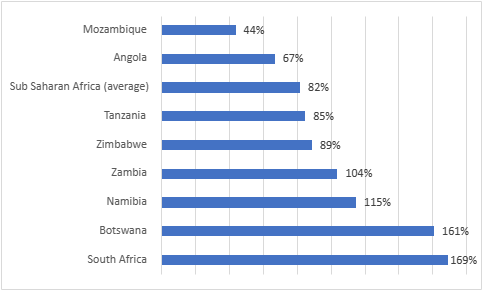 Mozambique 44%
Angola 67%
Sub Saharan Africa (average) 82%
Tanzania 85%
Zimbabwe 89%
Zambia 104%
Namibia 115%
Botswana 161%
South Africa 169%